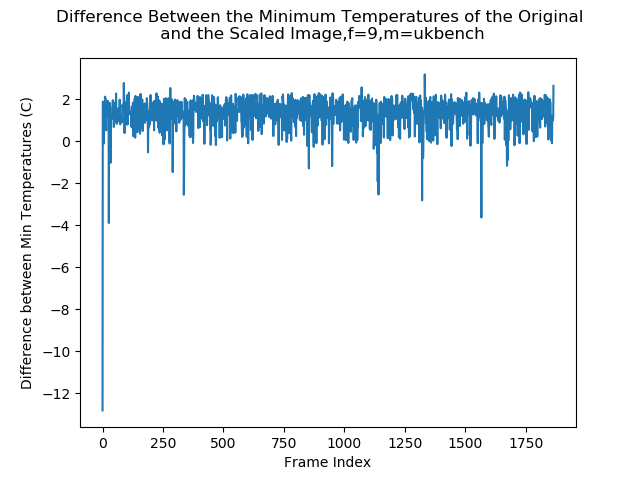 Difference Between the Minimum Temperatures of the Original
and the Scaled Image,f=9,m=ukbench
Difference between Min Temperatures (C)
2
0
−2
−4
−6
−8
−10
−12
0 250 500 750 1000 1250 1500 1750
Frame Index